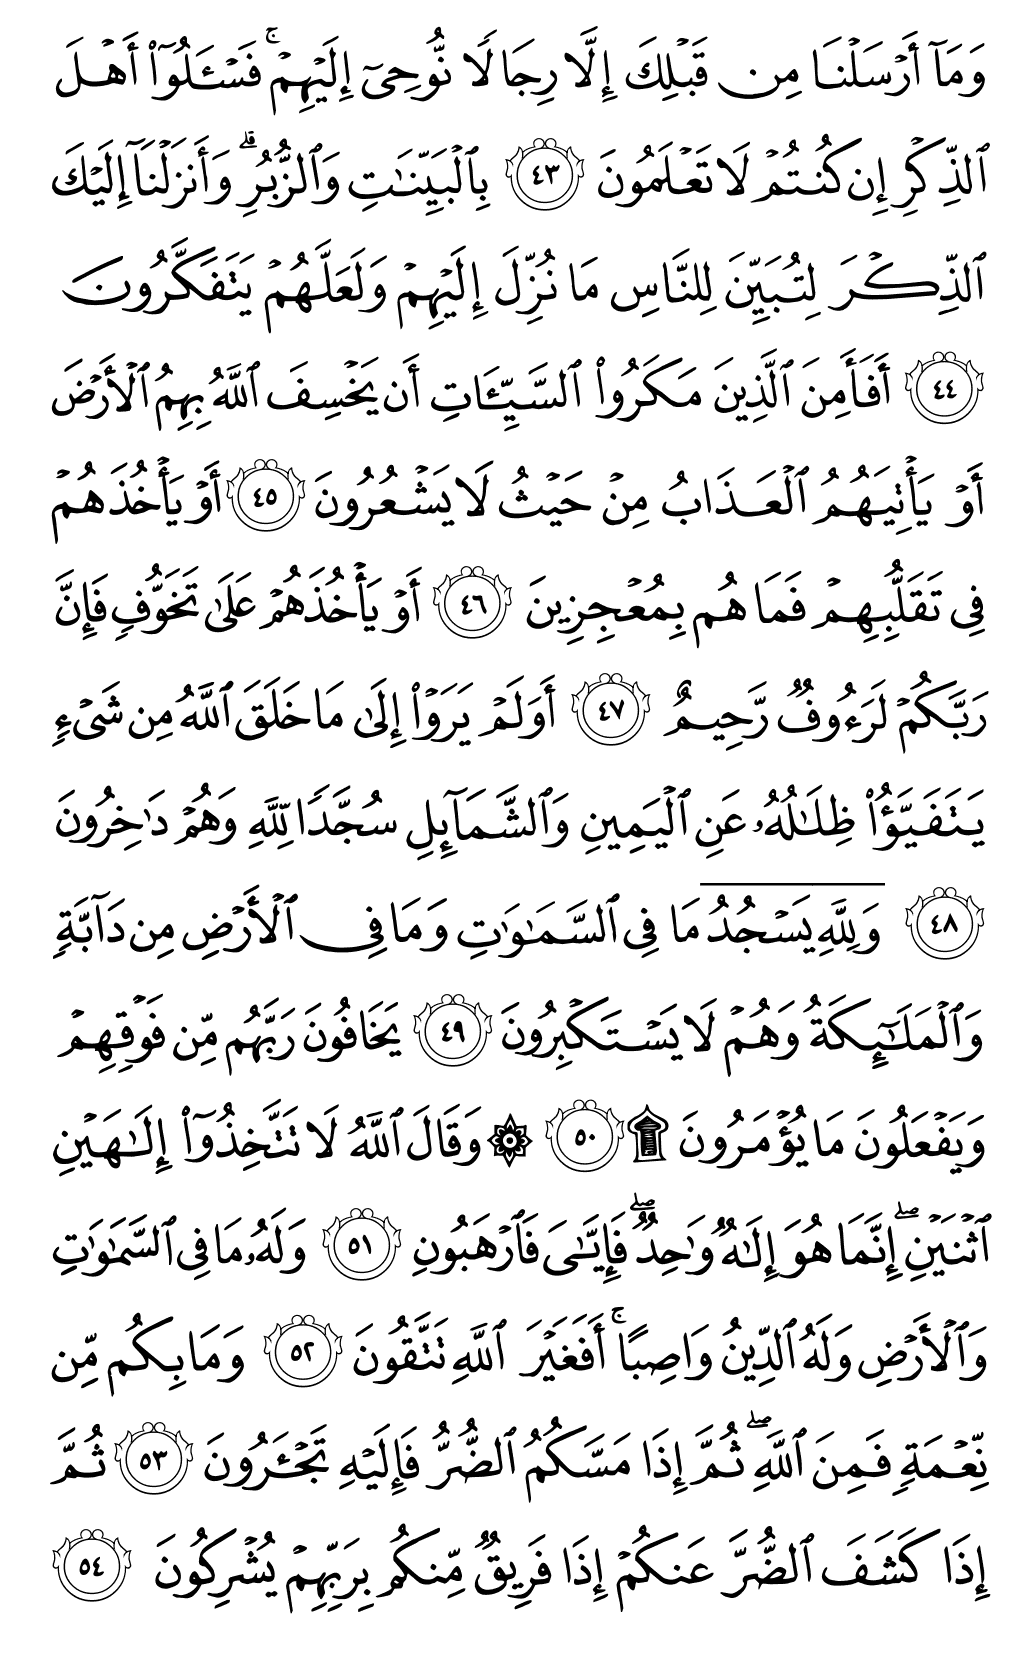 وَمَآ أَرۡسَلۡنَا مِن قَبۡلِكَ إِلَّا رِجَالٗا نُّوحِيٓ إِلَيۡهِمۡۚ فَسۡـَٔلُوٓاْ أَهۡلَ
ٱلذِّكۡرِ إِن كُنتُمۡ لَا تَعۡلَمُونَ ٤٣ بِٱلۡبَيِّنَٰتِ وَٱلزُّبُرِۗ وَأَنزَلۡنَآ إِلَيۡكَ
ٱلذِّكۡرَ لِتُبَيِّنَ لِلنَّاسِ مَا نُزِّلَ إِلَيۡهِمۡ وَلَعَلَّهُمۡ يَتَفَكَّرُونَ
٤٤ أَفَأَمِنَ ٱلَّذِينَ مَكَرُواْ ٱلسَّيِّـَٔاتِ أَن يَخۡسِفَ ٱللَّهُ بِهِمُ ٱلۡأَرۡضَ
أَوۡ يَأۡتِيَهُمُ ٱلۡعَذَابُ مِنۡ حَيۡثُ لَا يَشۡعُرُونَ ٤٥ أَوۡ يَأۡخُذَهُمۡ
فِي تَقَلُّبِهِمۡ فَمَا هُم بِمُعۡجِزِينَ ٤٦ أَوۡ يَأۡخُذَهُمۡ عَلَىٰ تَخَوُّفٖ فَإِنَّ
رَبَّكُمۡ لَرَءُوفٞ رَّحِيمٌ ٤٧ أَوَلَمۡ يَرَوۡاْ إِلَىٰ مَا خَلَقَ ٱللَّهُ مِن شَيۡءٖ
يَتَفَيَّؤُاْ ظِلَٰلُهُۥ عَنِ ٱلۡيَمِينِ وَٱلشَّمَآئِلِ سُجَّدٗا لِّلَّهِ وَهُمۡ دَٰخِرُونَ
٤٨ وَلِلَّهِ يَسۡجُدُۤ مَا فِي ٱلسَّمَٰوَٰتِ وَمَا فِي ٱلۡأَرۡضِ مِن دَآبَّةٖ
وَٱلۡمَلَٰٓئِكَةُ وَهُمۡ لَا يَسۡتَكۡبِرُونَ ٤٩ يَخَافُونَ رَبَّهُم مِّن فَوۡقِهِمۡ
وَيَفۡعَلُونَ مَا يُؤۡمَرُونَ ۩ ٥٠ ۞ وَقَالَ ٱللَّهُ لَا تَتَّخِذُوٓاْ إِلَٰهَيۡنِ
ٱثۡنَيۡنِۖ إِنَّمَا هُوَ إِلَٰهٞ وَٰحِدٞۖ فَإِيَّٰيَ فَٱرۡهَبُونِ ٥١ وَلَهُۥ مَا فِي ٱلسَّمَٰوَٰتِ
وَٱلۡأَرۡضِ وَلَهُ ٱلدِّينُ وَاصِبًاۚ أَفَغَيۡرَ ٱللَّهِ تَتَّقُونَ ٥٢ وَمَا بِكُم مِّن
نِّعۡمَةٖ فَمِنَ ٱللَّهِۖ ثُمَّ إِذَا مَسَّكُمُ ٱلضُّرُّ فَإِلَيۡهِ تَجۡـَٔرُونَ ٥٣ ثُمَّ
إِذَا كَشَفَ ٱلضُّرَّ عَنكُمۡ إِذَا فَرِيقٞ مِّنكُم بِرَبِّهِمۡ يُشۡرِكُونَ ٥٤